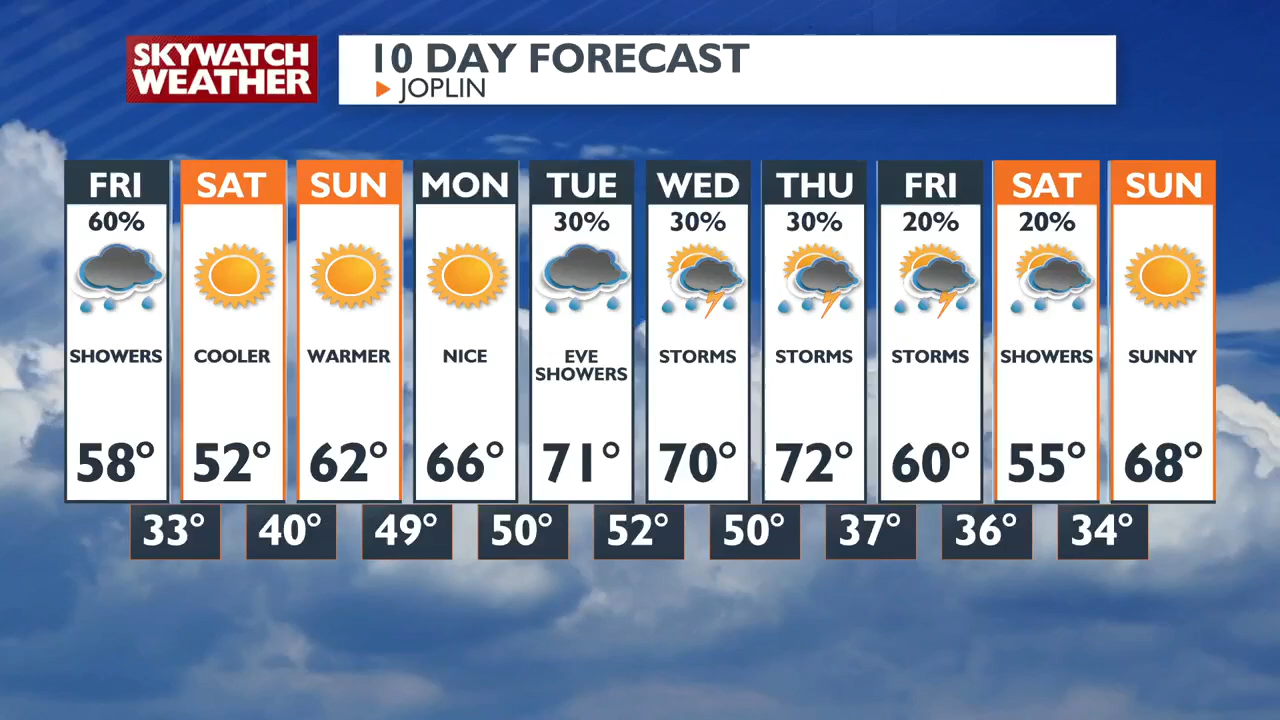 SKYWATCH
WEATHER
10 DAY FORECAST
JOPLIN
FRI SAT SUN MON TUE WED THU FRI SAT SUN
60% 30% 30% 30% 20% 20%
SHOWERS COOLER WARMER NICE EVE STORMS STORMS STORMS SHOWERS SUNNY
SHOWERS
58° 52° 62° 66° 71° 70° 72° 60° 55° 68°
33° 40° 49° 50° 52° 50° 37° 36° 34°